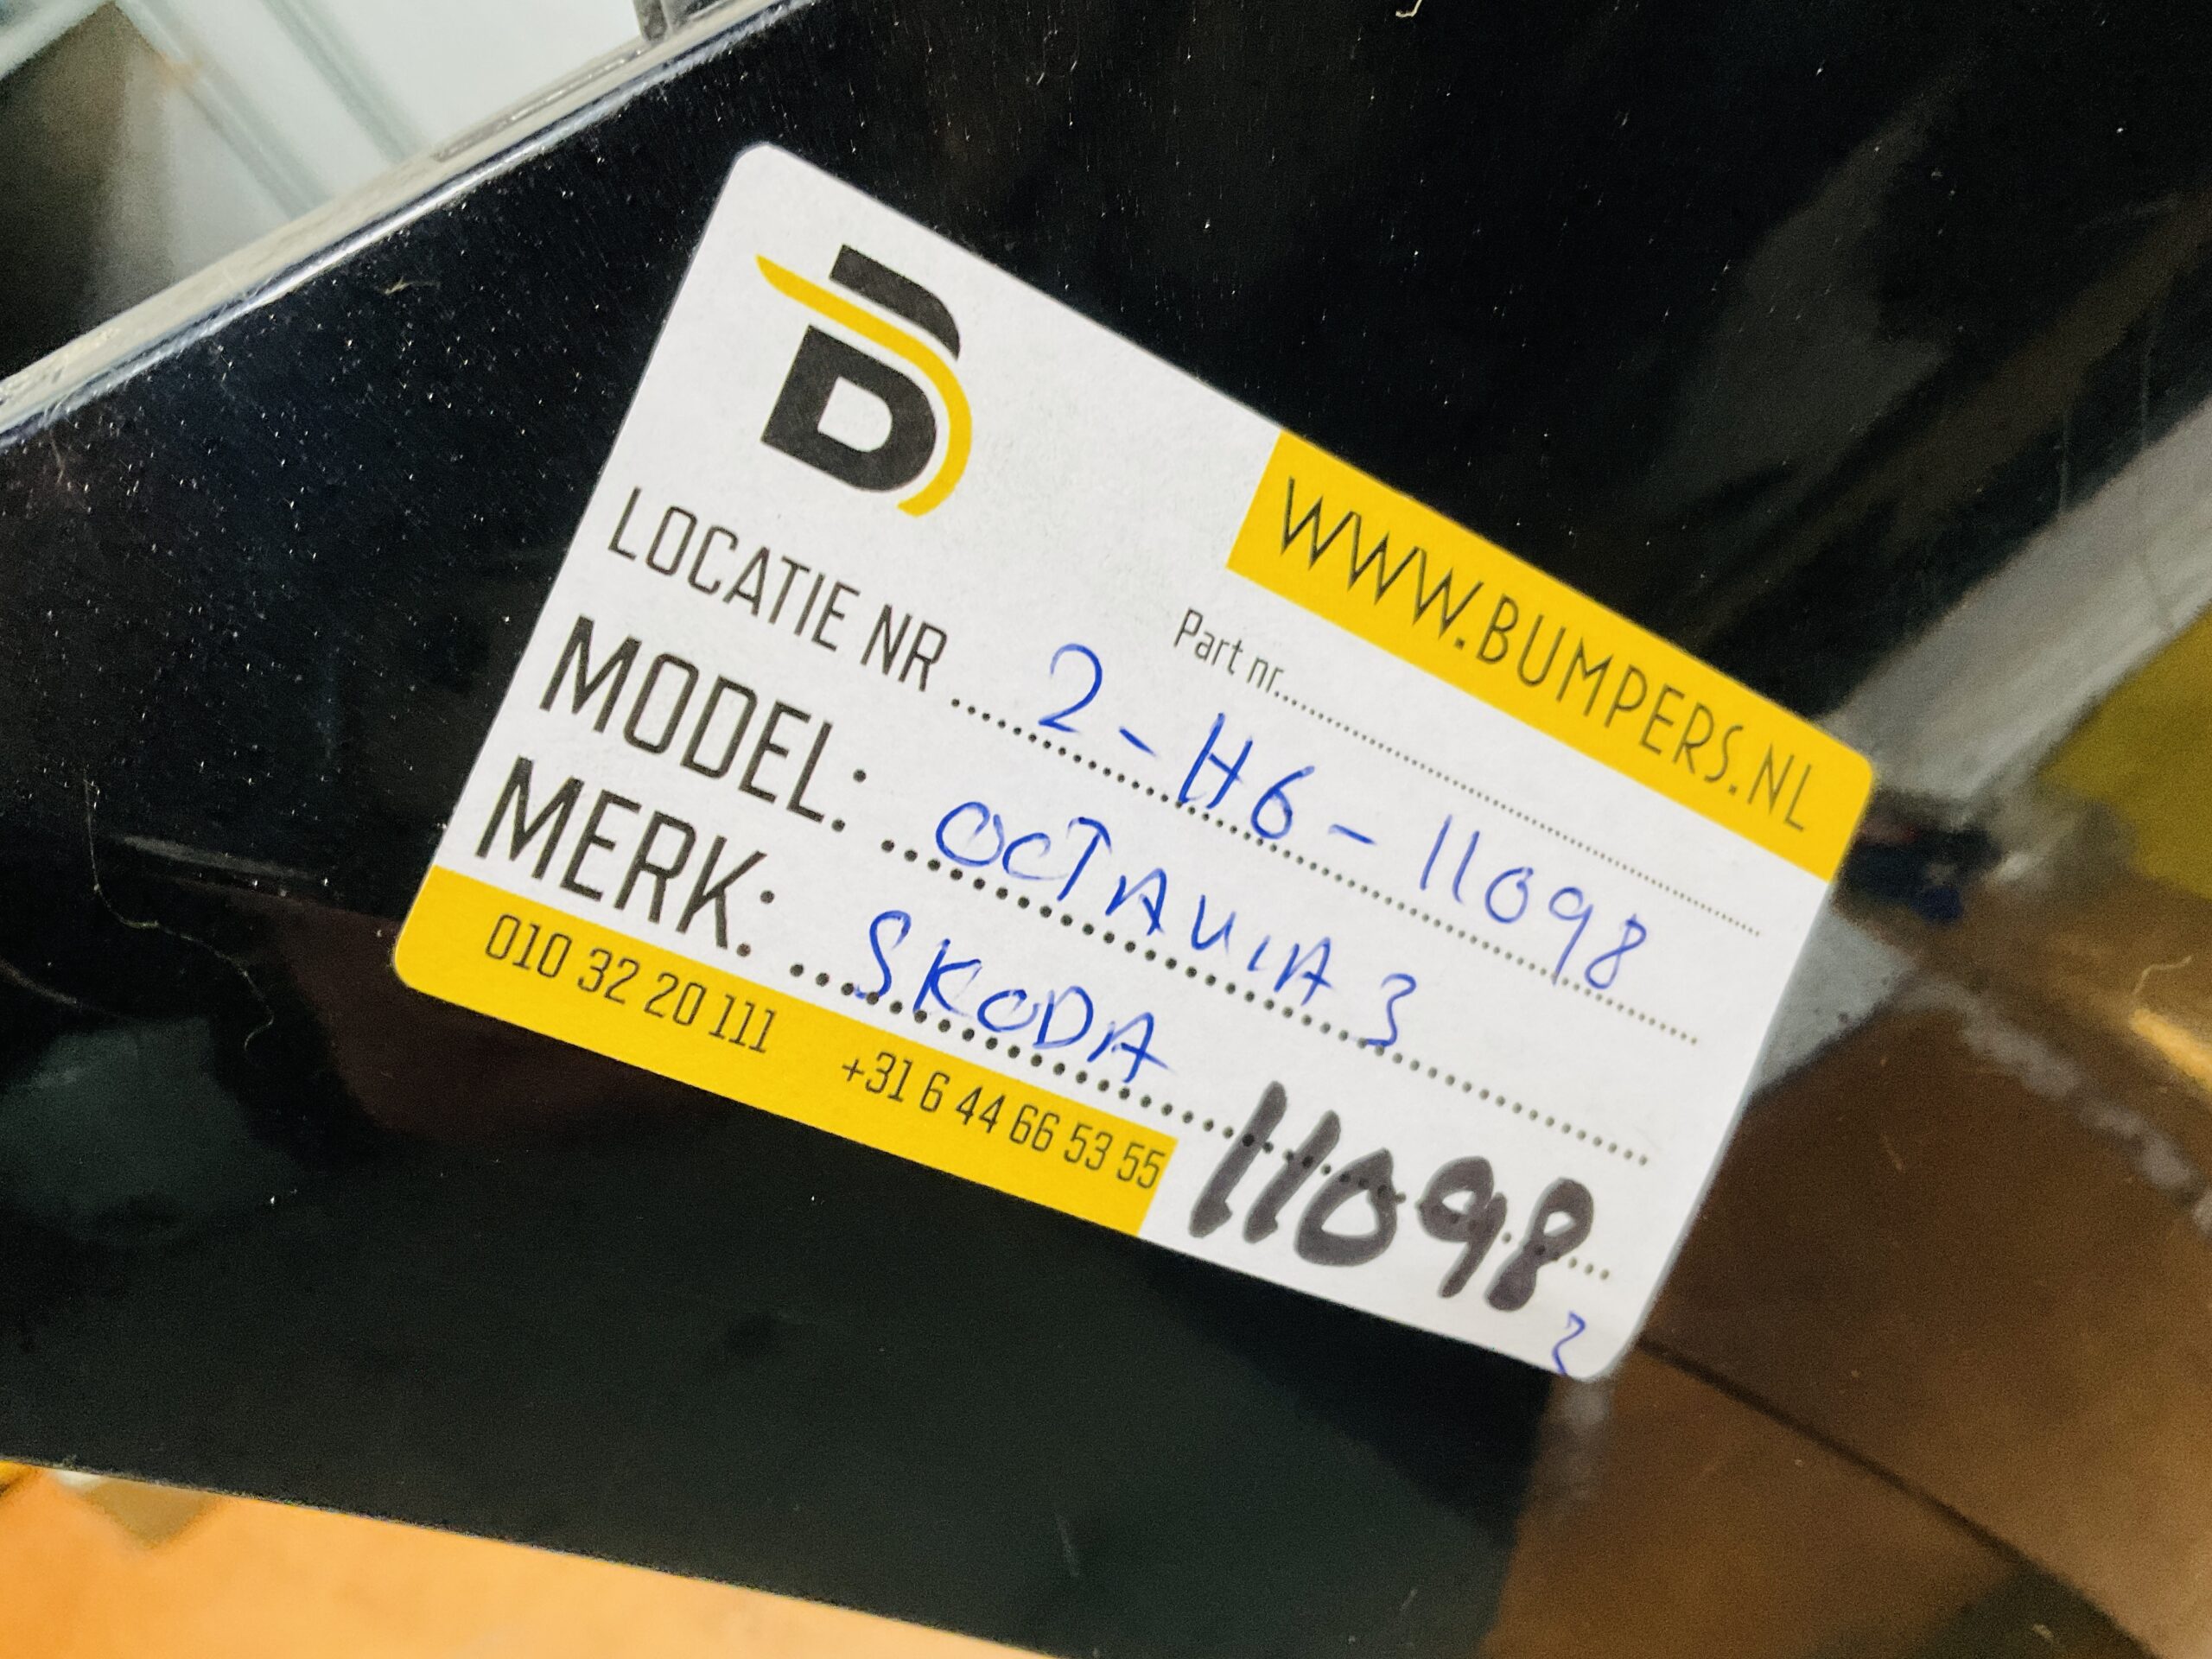 B
WWW.BUMPERS.NL
Part nr..........
LOCATIE NR ..... 2-H6-11098
MODEL: ..OCTAVIA 3
MERK: ..SKODA
010 32 20 111 +31 6 44 66 53 55
11098
2